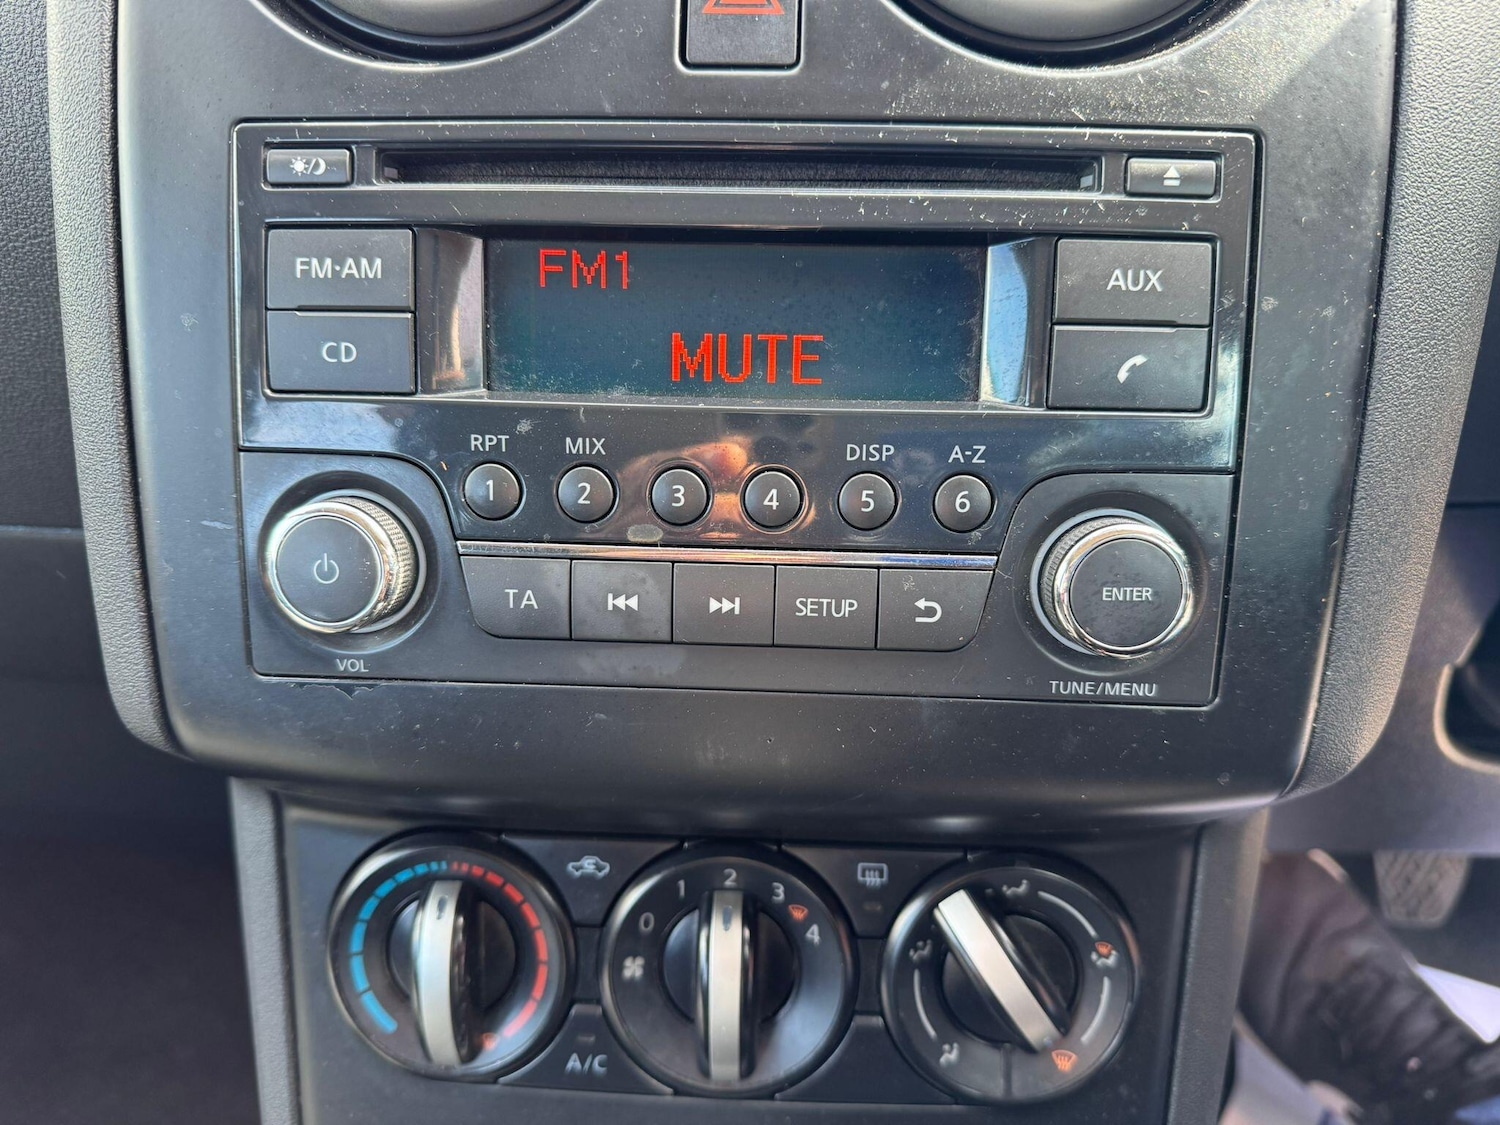 FM·AM
CD
FM1
MUTE
AUX
RPT MIX DISP A-Z
1 2 3 4 5 6
TA SETUP
ENTER
VOL
TUNE/MENU
0 1 2 3 4
A/C